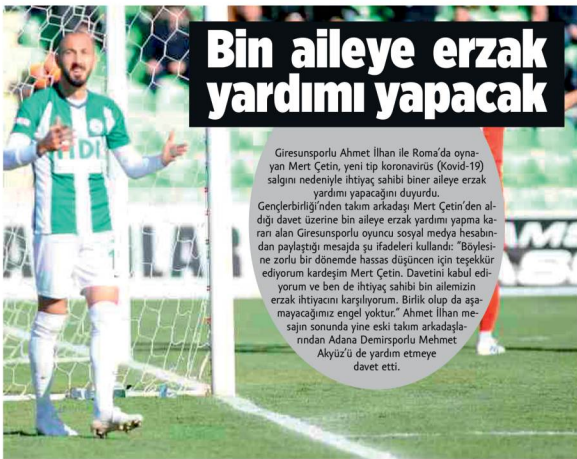 Bin aileye erzak
yardımı yapacak
Giresunsporlu Ahmet İlhan ile Roma’da oyna-
yan Mert Çetin, yeni tip koronavirüs (Kovid-19)
salgını nedeniyle ihtiyaç sahibi biner aileye erzak
yardımı yapacağını duyurdu.
Gençlerbirliği’nden takım arkadaşı Mert Çetin’den al-
dığı davet üzerine bin aileye erzak yardımı yapma ka-
rarı alan Giresunsporlu oyuncu sosyal medya hesabın-
dan paylaştığı mesajda şu ifadeleri kullandı: “Böylesi-
ne zorlu bir dönemde hassas düşüncen için teşekkür
ediyorum kardeşim Mert Çetin. Davetini kabul edi-
yorum ve ben de ihtiyaç sahibi bin ailemizin
erzak ihtiyacını karşılıyorum. Birlik olup da aşa-
mayacağımız engel yoktur.” Ahmet İlhan me-
sajın sonunda yine eski takım arkadaşla-
rından Adana Demirsporlu Mehmet
Akyüz’ü de yardım etmeye
davet etti.
HDI